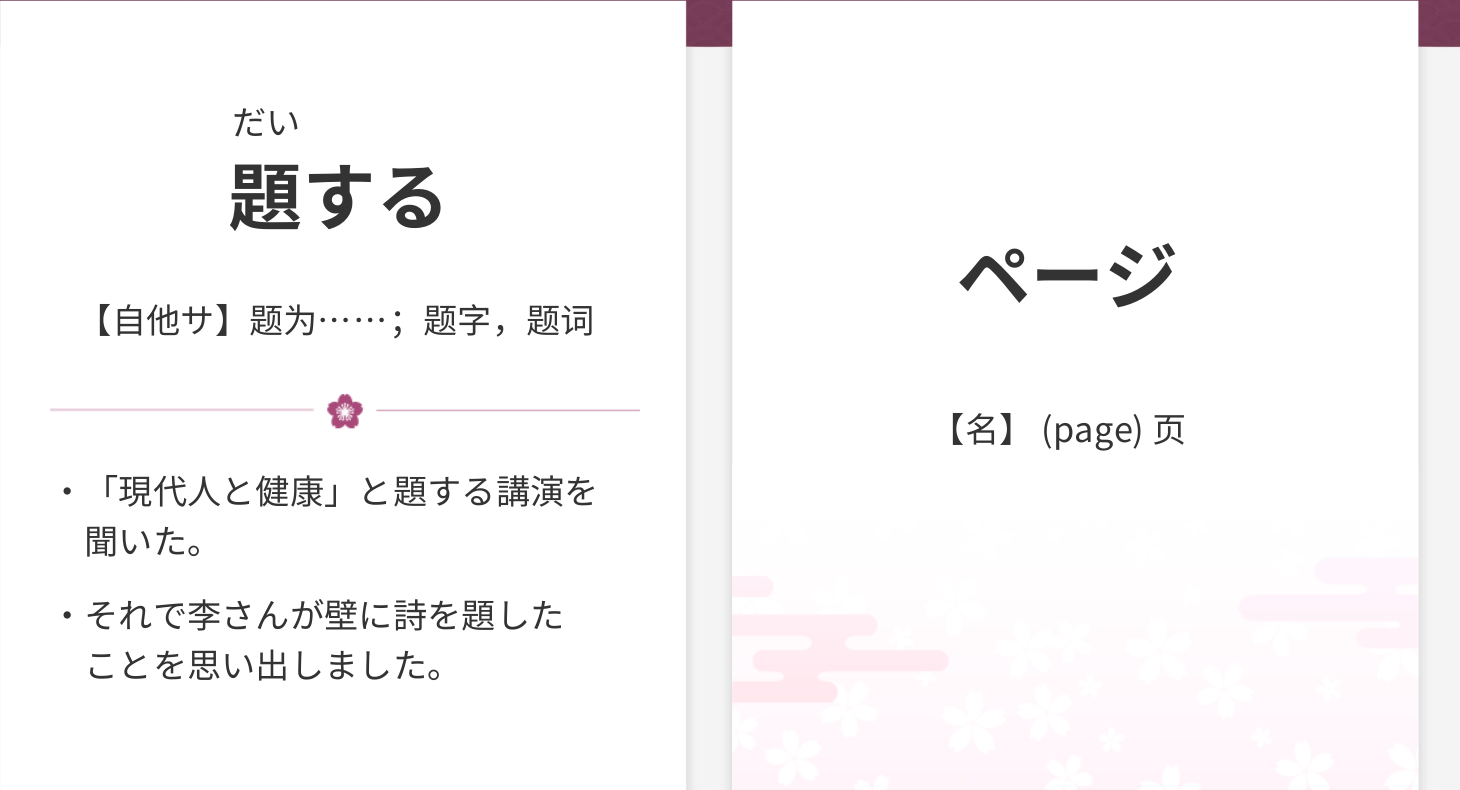 だい
題する
【自他サ】题为……；题字，题词
・「現代人と健康」と題する講演を
聞いた。
・それで李さんが壁に詩を題した
ことを思い出しました。
ページ
【名】 (page) 页